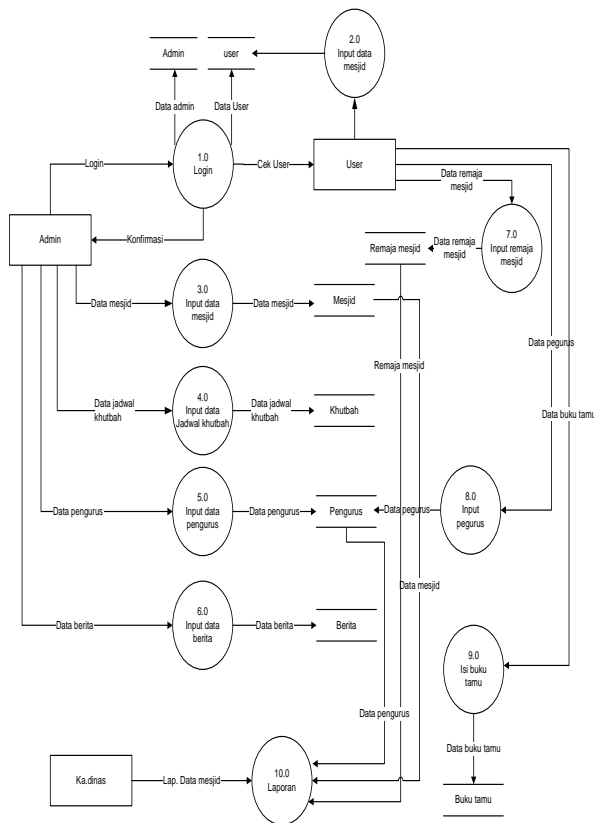 2.0
Input data
mesjid
Admin
user
Data admin
Data User
1.0
Login
Login
Cek User
User
Data remaja
mesjid
Admin
Konfirmasi
Remaja mesjid
Data remaja
mesjid
7.0
Input remaja
mesjid
3.0
Input data
mesjid
Data mesjid
Data mesjid
Mesjid
Data pegurus
Remaja mesjid
4.0
Input data
Jadwal khutbah
Data jadwal
khutbah
Data jadwal
khutbah
Khutbah
Data buku tamu
5.0
Input data
pengurus
Data pengurus
Data pengurus
Pengurus
Data pegurus
8.0
Input
pegurus
Data mesjid
6.0
Input data
berita
Data berita
Data berita
Berita
9.0
Isi buku
tamu
Data pengurus
Data buku tamu
Ka.dinas
Lap. Data mesjid
10.0
Laporan
Buku tamu